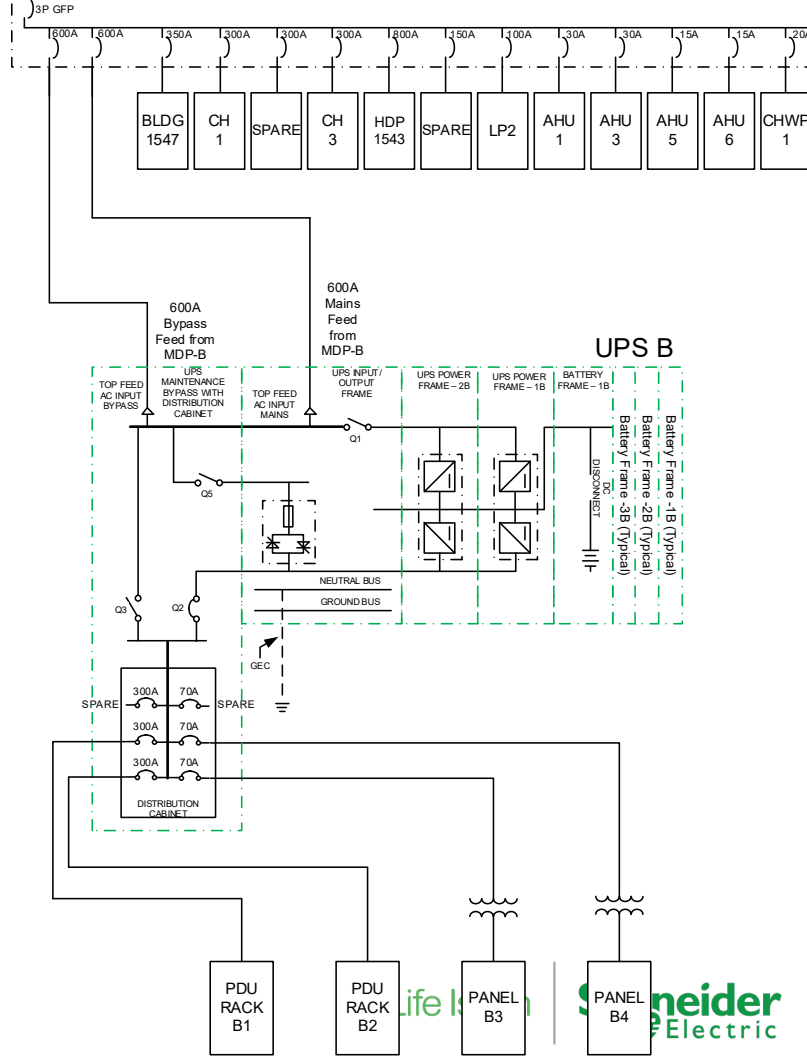 3P GFP
600A
600A
350A
300A
300A
300A
800A
150A
100A
30A
30A
15A
15A
20A
BLDG
1547
CH
1
SPARE
CH
3
HDP
1543
SPARE
LP2
AHU
1
AHU
3
AHU
5
AHU
6
CHWP
1
600A
Bypass
Feed from
MDP-B
600A
Mains
Feed
from
MDP-B
UPS B
TOP FEED
AC INPUT
BYPASS
UPS
MAINTENANCE
BYPASS WITH
DISTRIBUTION
CABINET
TOP FEED
AC INPUT
MAINS
UPS INPUT/
OUTPUT
FRAME
UPS POWER
FRAME – 2B
UPS POWER
FRAME – 1B
BATTERY
FRAME – 1B
Q1
Q5
DC
DISCONNECT
Battery Frame -3B (Typical)
Battery Frame -2B (Typical)
Battery Frame -1B (Typical)
NEUTRAL BUS
GROUND BUS
Q3
Q2
GEC
SPARE
300A
70A
SPARE
300A
70A
300A
70A
DISTRIBUTION
CABINET
PDU
RACK
B1
PDU
RACK
B2
PANEL
B3
PANEL
B4
Life Is
Electric